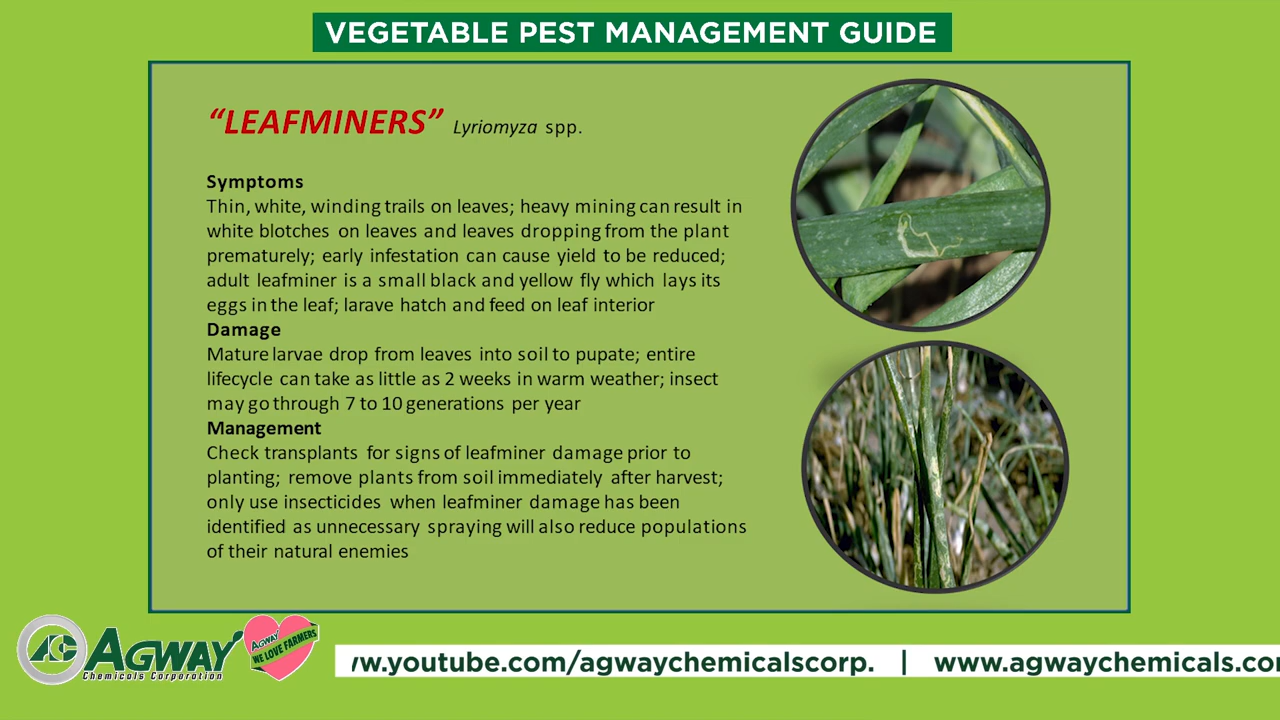 VEGETABLE PEST MANAGEMENT GUIDE
“LEAFMINERS” Lyriomyza spp.
Symptoms
Thin, white, winding trails on leaves; heavy mining can result in
white blotches on leaves and leaves dropping from the plant
prematurely; early infestation can cause yield to be reduced;
adult leafminer is a small black and yellow fly which lays its
eggs in the leaf; larave hatch and feed on leaf interior
Damage
Mature larvae drop from leaves into soil to pupate; entire
lifecycle can take as little as 2 weeks in warm weather; insect
may go through 7 to 10 generations per year
Management
Check transplants for signs of leafminer damage prior to
planting; remove plants from soil immediately after harvest;
only use insecticides when leafminer damage has been
identified as unnecessary spraying will also reduce populations
of their natural enemies
AGWAY
Chemicals Corporation
AGWAY
WE LOVE FARMERS
w.youtube.com/agwaychemicalscorp. | www.agwaychemicals.co